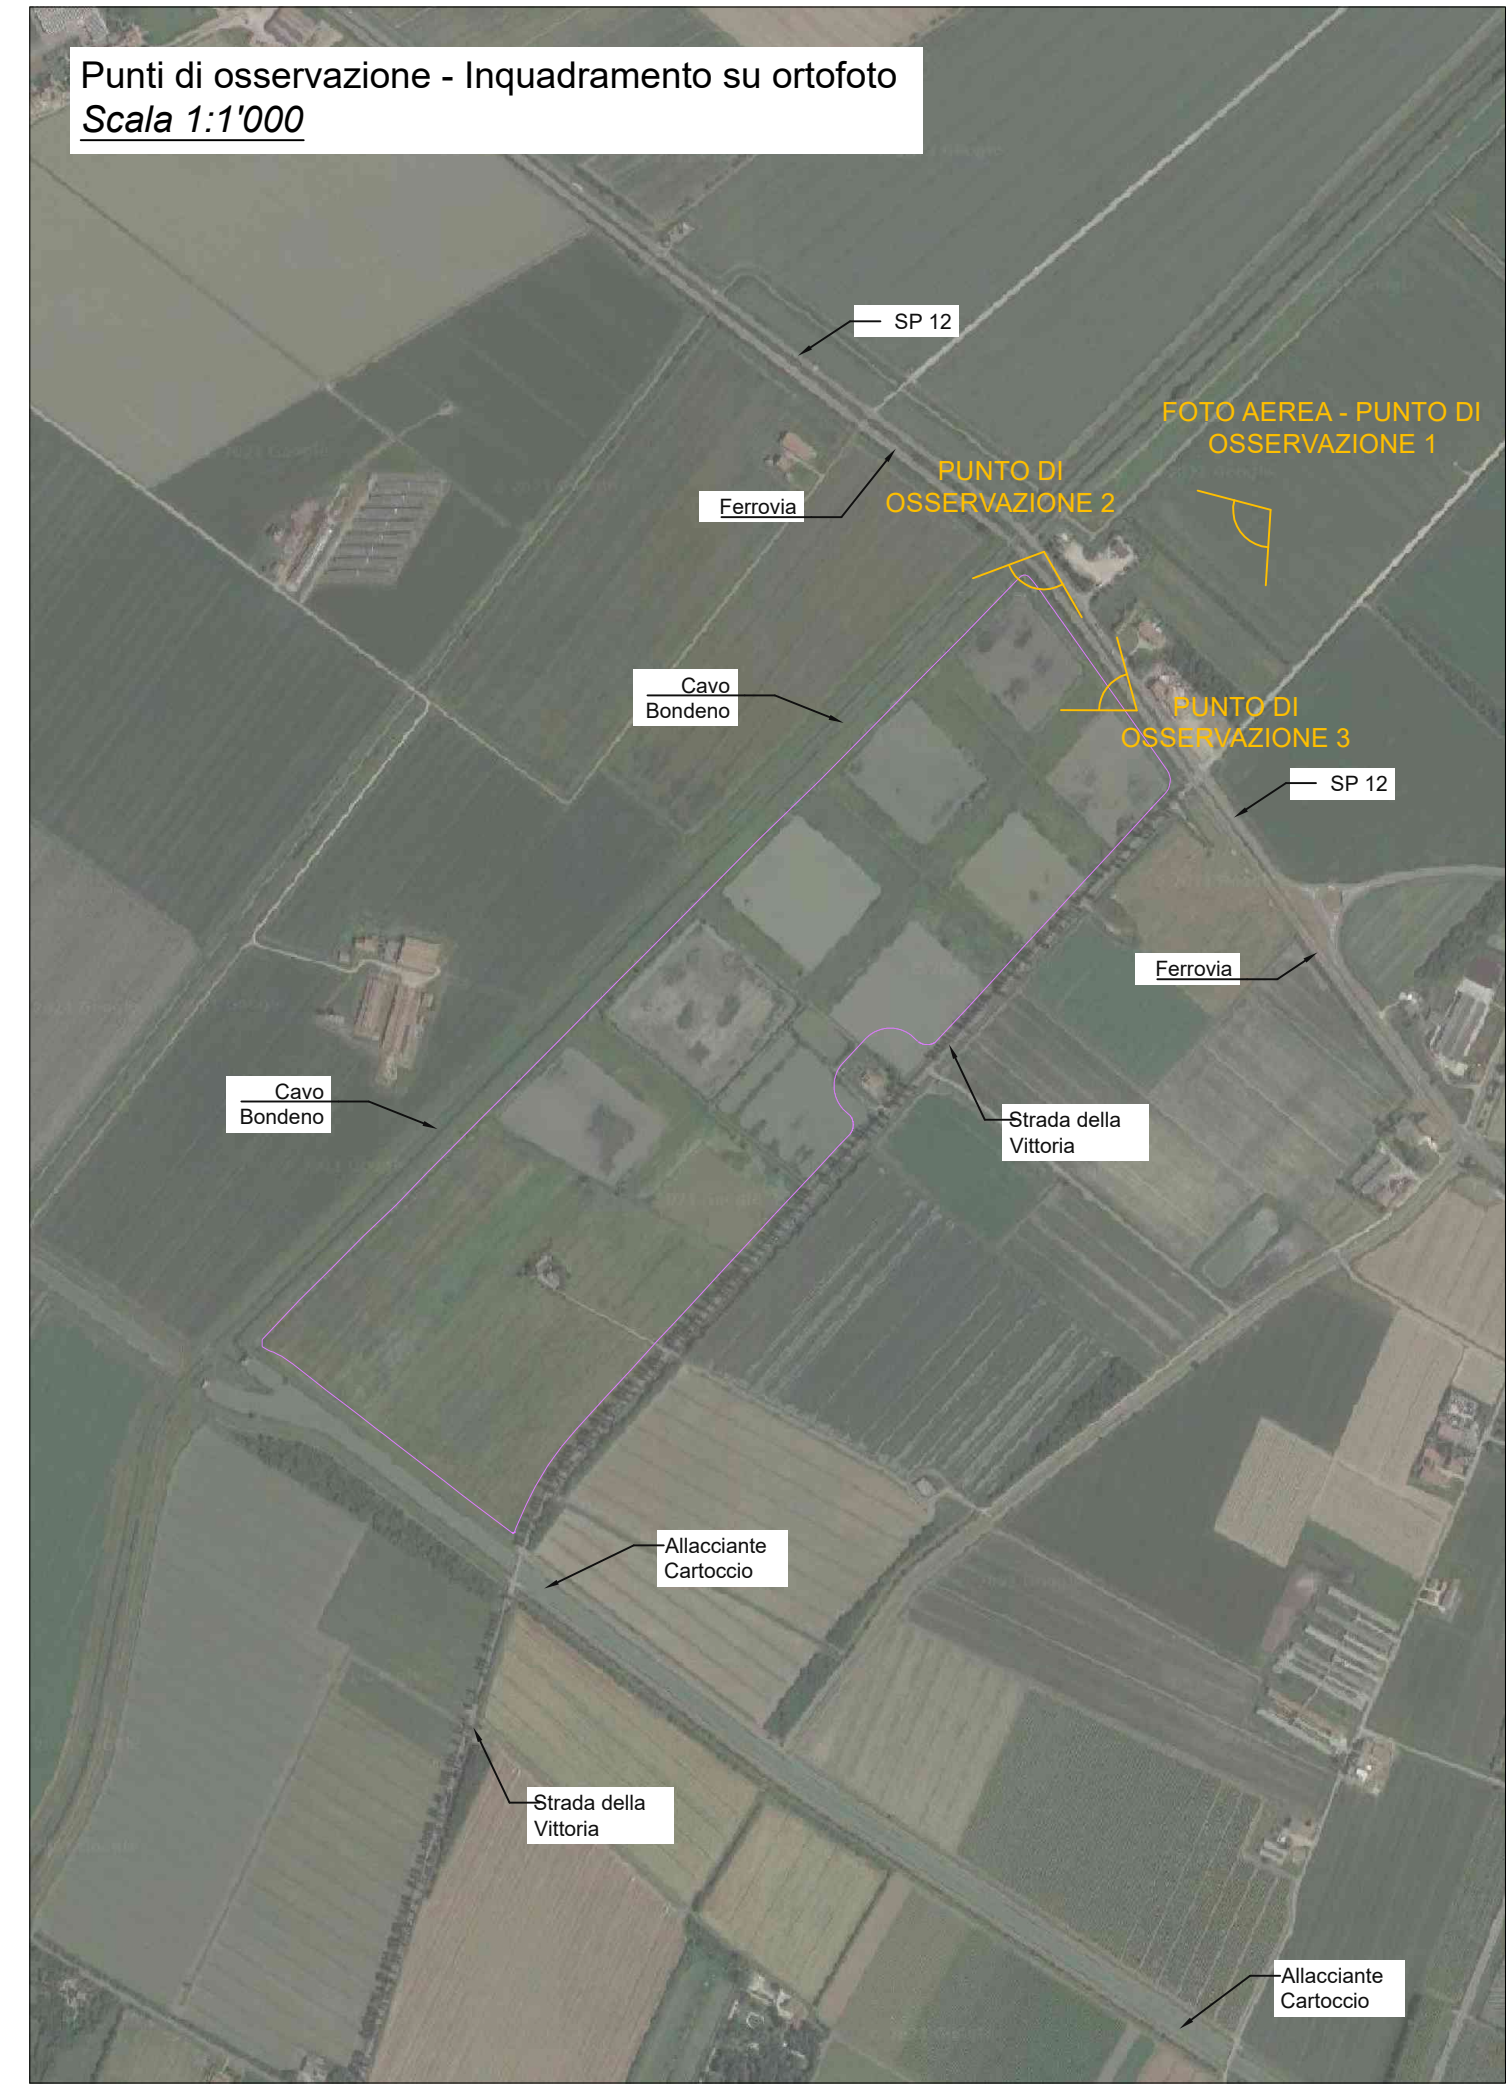 Punti di osservazione - Inquadramento su ortofoto
Scala 1:1'000
SP 12
FOTO AEREA - PUNTO DI
OSSERVAZIONE 1
PUNTO DI
OSSERVAZIONE 2
Ferrovia
Cavo
Bondeno
PUNTO DI
OSSERVAZIONE 3
SP 12
Ferrovia
Cavo
Bondeno
Strada della
Vittoria
Allacciante
Cartoccio
Strada della
Vittoria
Allacciante
Cartoccio